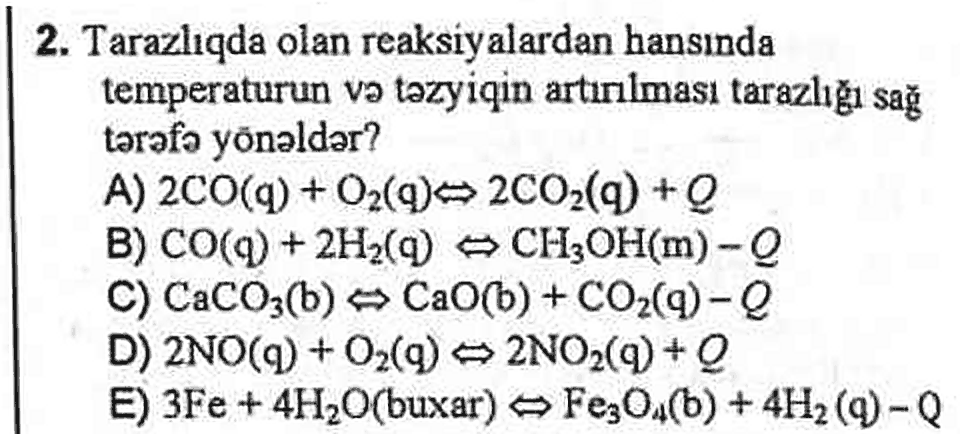 2. Tarazlıqda olan reaksiyalardan hansında
temperaturun və təzyiqin artırılması tarazlığı sağ
tərəfə yönəldər?
A) 2CO(q) + O₂(q)⇔ 2CO₂(q) + Q
B) CO(q) + 2H₂(q) ⇔ CH₃OH(m) – Q
C) CaCO₃(b) ⇔ CaO(b) + CO₂(q) – Q
D) 2NO(q) + O₂(q) ⇔ 2NO₂(q) + Q
E) 3Fe + 4H₂O(buxar) ⇔ Fe₃O₄(b) + 4H₂ (q) – Q